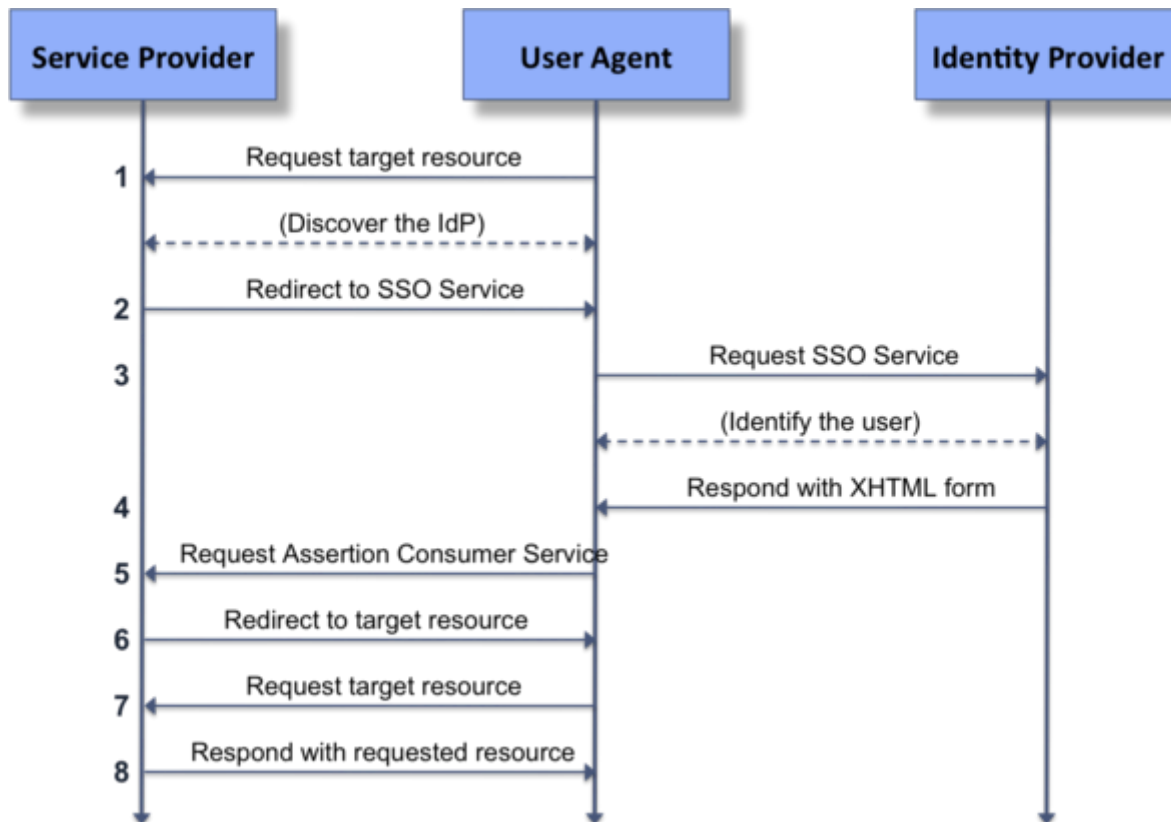 Service Provider
User Agent
Identity Provider
Request target resource
1
(Discover the IdP)
Redirect to SSO Service
2
Request SSO Service
3
(Identify the user)
Respond with XHTML form
4
Request Assertion Consumer Service
5
Redirect to target resource
6
Request target resource
7
Respond with requested resource
8